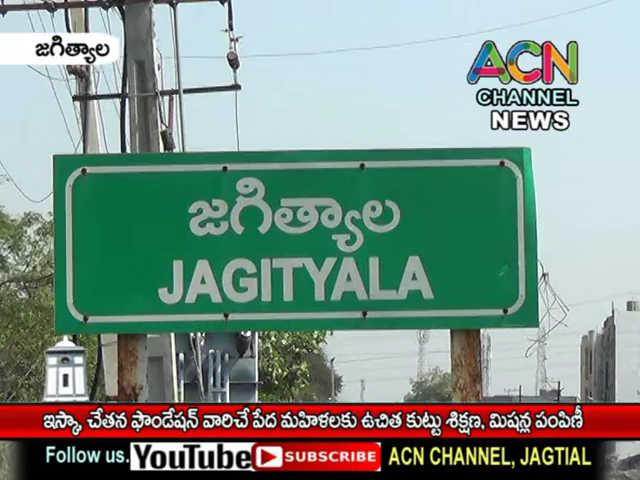 జగిత్యాల
ACN
CHANNEL
NEWS
జగిత్యాల
JAGITYALA
ఇస్కా, చేతన ఫౌండేషన్ వారిచే పేద మహిళలకు ఉచిత కుట్టు శిక్షణ, మిషన్ల పంపిణీ
Follow us. YouTube SUBSCRIBE ACN CHANNEL, JAGTIAL